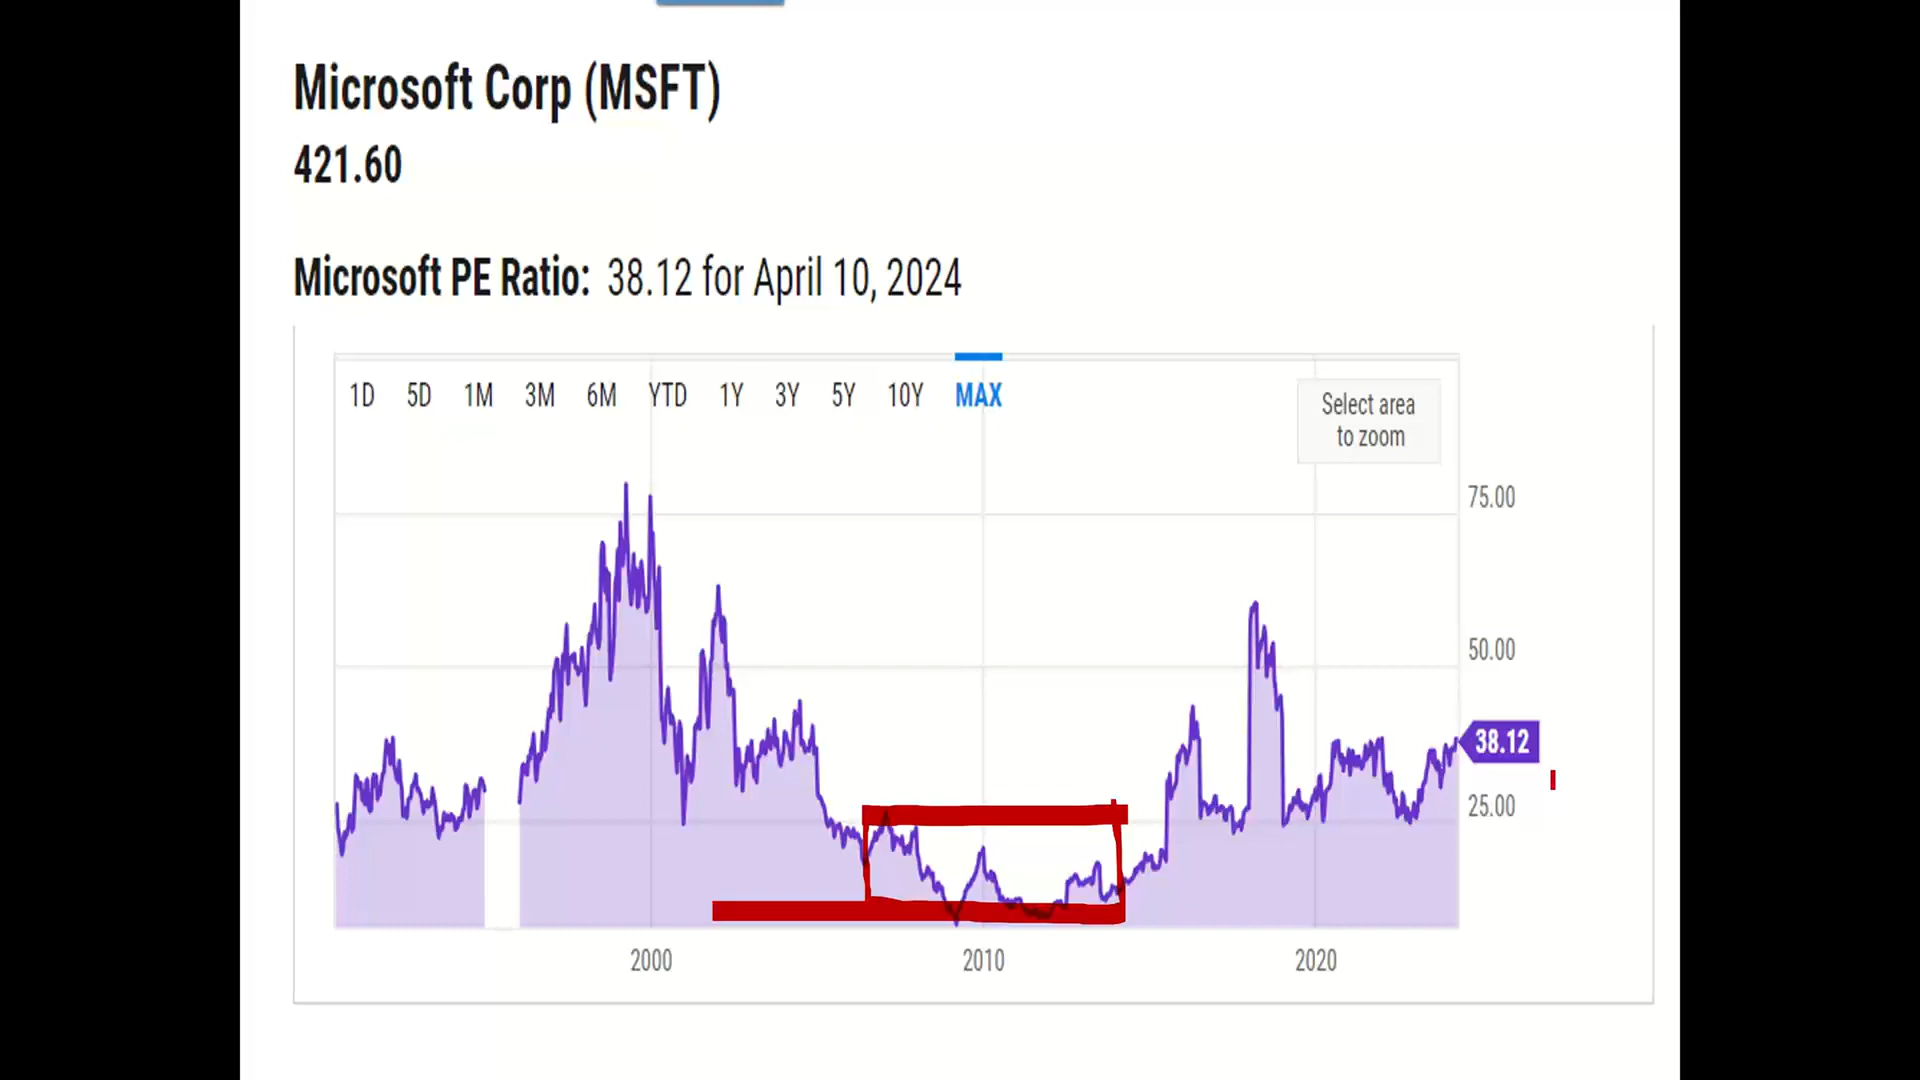 Microsoft Corp (MSFT)
421.60
Microsoft PE Ratio: 38.12 for April 10, 2024
1D 5D 1M 3M 6M YTD 1Y 3Y 5Y 10Y MAX
Select area
to zoom
75.00
50.00
38.12
25.00
2000 2010 2020